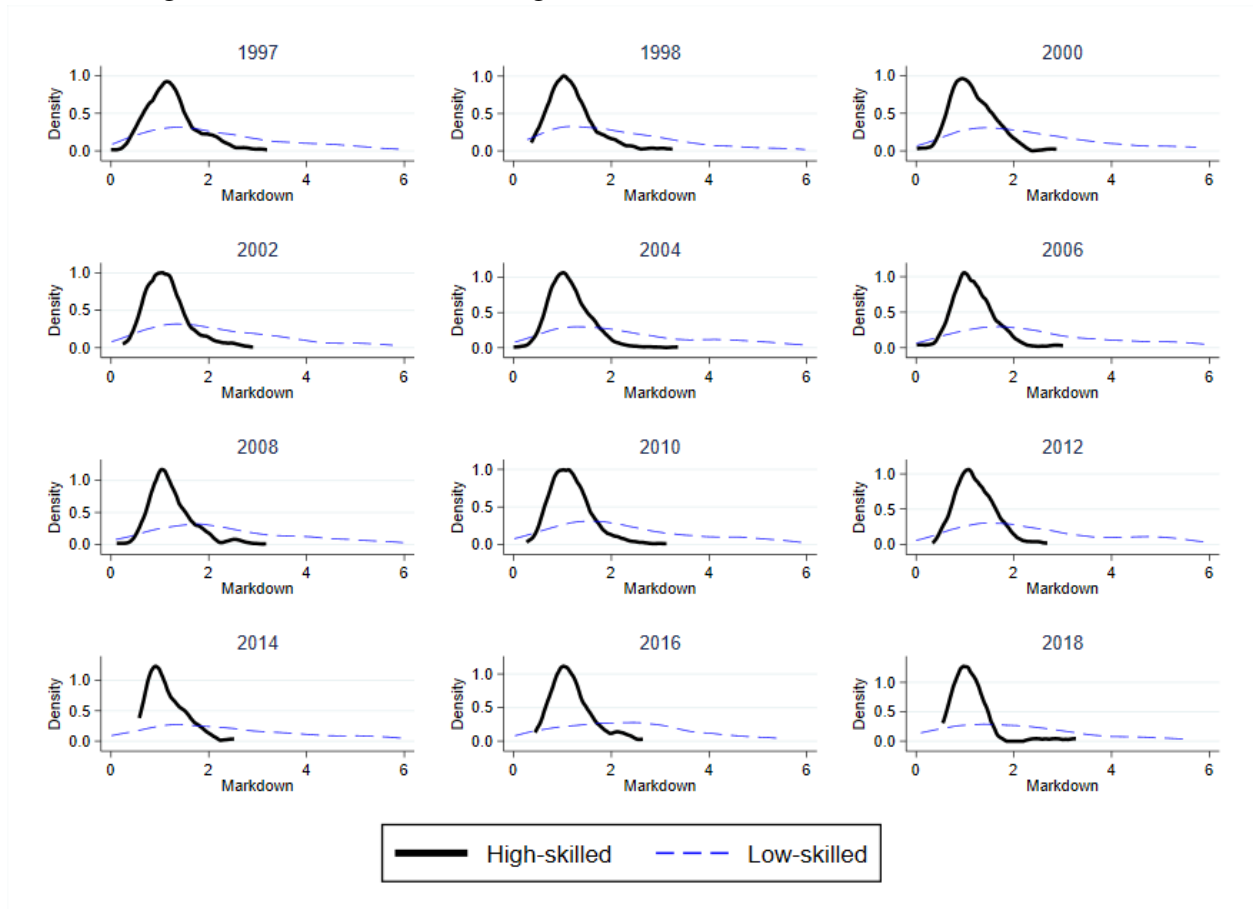 1997 1998 2000
Density 1.0 0.5 0.0 Density 1.0 0.5 0.0 Density 1.0 0.5 0.0
0 2 4 6 0 2 4 6 0 2 4 6
Markdown Markdown Markdown
2002 2004 2006
Density 1.0 0.5 0.0 Density 1.0 0.5 0.0 Density 1.0 0.5 0.0
0 2 4 6 0 2 4 6 0 2 4 6
Markdown Markdown Markdown
2008 2010 2012
Density 1.0 0.5 0.0 Density 1.0 0.5 0.0 Density 1.0 0.5 0.0
0 2 4 6 0 2 4 6 0 2 4 6
Markdown Markdown Markdown
2014 2016 2018
Density 1.0 0.5 0.0 Density 1.0 0.5 0.0 Density 1.0 0.5 0.0
0 2 4 6 0 2 4 6 0 2 4 6
Markdown Markdown Markdown
High-skilled Low-skilled